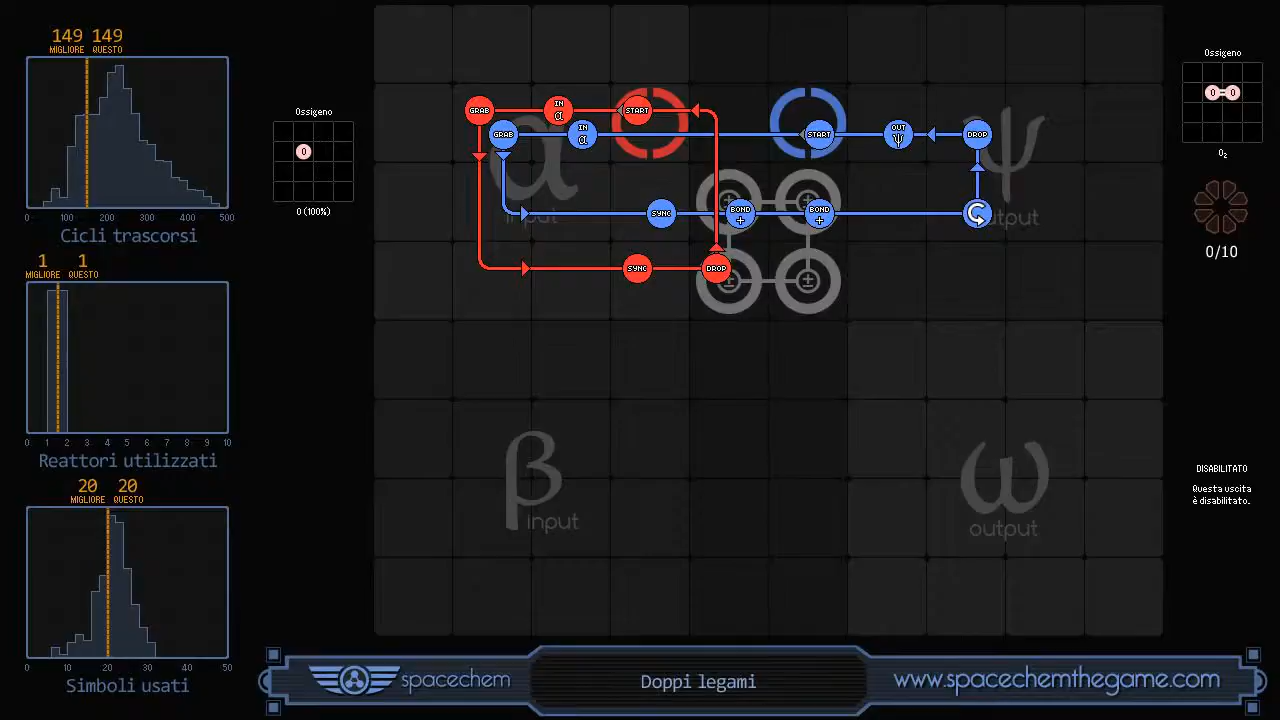 149 149
MIGLIORE QUESTO
0 100 200 300 400 500
Cicli trascorsi
1 1
MIGLIORE QUESTO
0 1 2 3 4 5 6 7 8 9 10
Reattori utilizzati
20 20
MIGLIORE QUESTO
0 10 20 30 40 50
Simboli usati
Ossigeno
O
O (100%)
GRAB
IN
α
START
GRAB
IN
α
START
OUT
ψ
DROP
SYNC
BOND
+
BOND
+
SYNC
DROP
α
input
ψ
output
β
input
ω
output
Ossigeno
O=O
O₂
0/10
DISABILITATO
Questa uscita
è disabilitato.
spacechem
Doppi legami
www.spacechemthegame.com